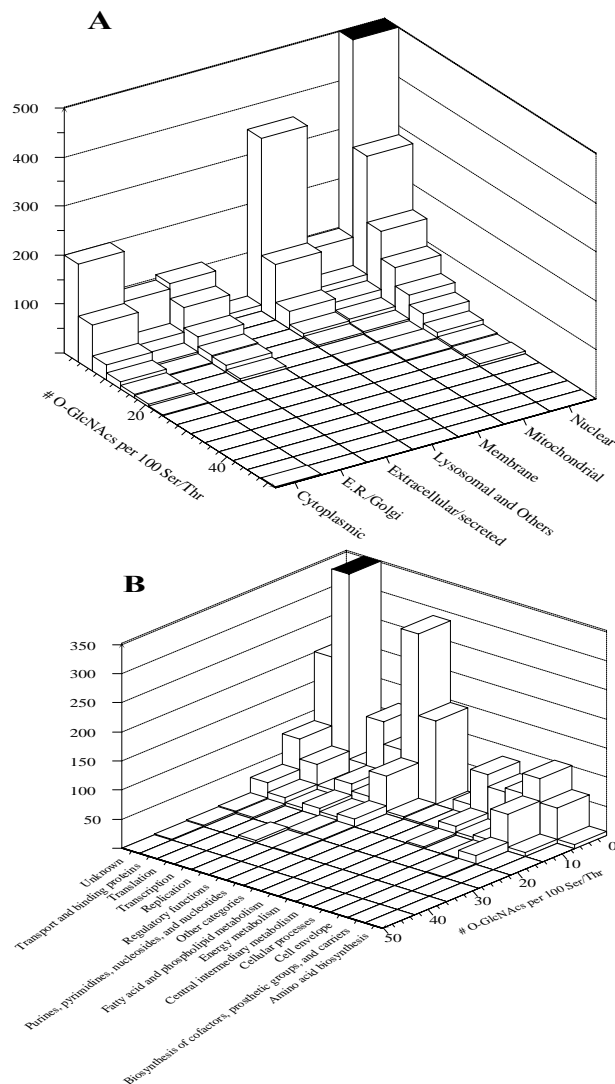 A
500
400
300
200
100
20
40
# O-GlcNAcs per 100 Ser/Thr
Cytoplasmic
E.R./Golgi
Extracellular/secreted
Lysosomal and Others
Membrane
Mitochondrial
Nuclear
B
350
300
250
200
150
100
50
Unknown
Transport and binding proteins
Translation
Transcription
Replication
Regulatory functions
Purines, pyrimidines, nucleosides, and nucleotides
Other categories
Fatty acid and phospholipid metabolism
Energy metabolism
Central intermediary metabolism
Cellular processes
Cell envelope
Biosynthesis of cofactors, prosthetic groups, and carriers
Amino acid biosynthesis
50
40
30
20
10
0
# O-GlcNAcs per 100 Ser/Thr